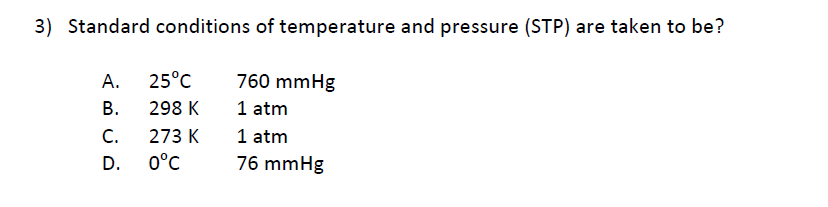 3) Standard conditions of temperature and pressure (STP) are taken to be?
A. 25°C 760 mmHg
B. 298 K 1 atm
C. 273 K 1 atm
D. 0°C 76 mmHg